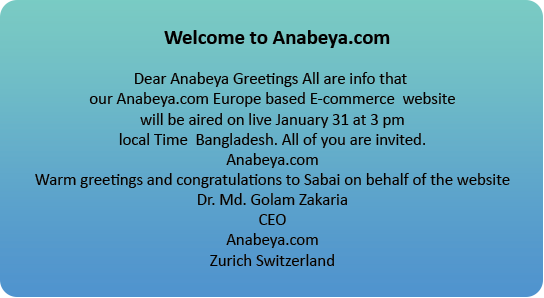 Welcome to Anabeya.com
Dear Anabeya Greetings All are info that
our Anabeya.com Europe based E-commerce website
will be aired on live January 31 at 3 pm
local Time Bangladesh. All of you are invited.
Anabeya.com
Warm greetings and congratulations to Sabai on behalf of the website
Dr. Md. Golam Zakaria
CEO
Anabeya.com
Zurich Switzerland